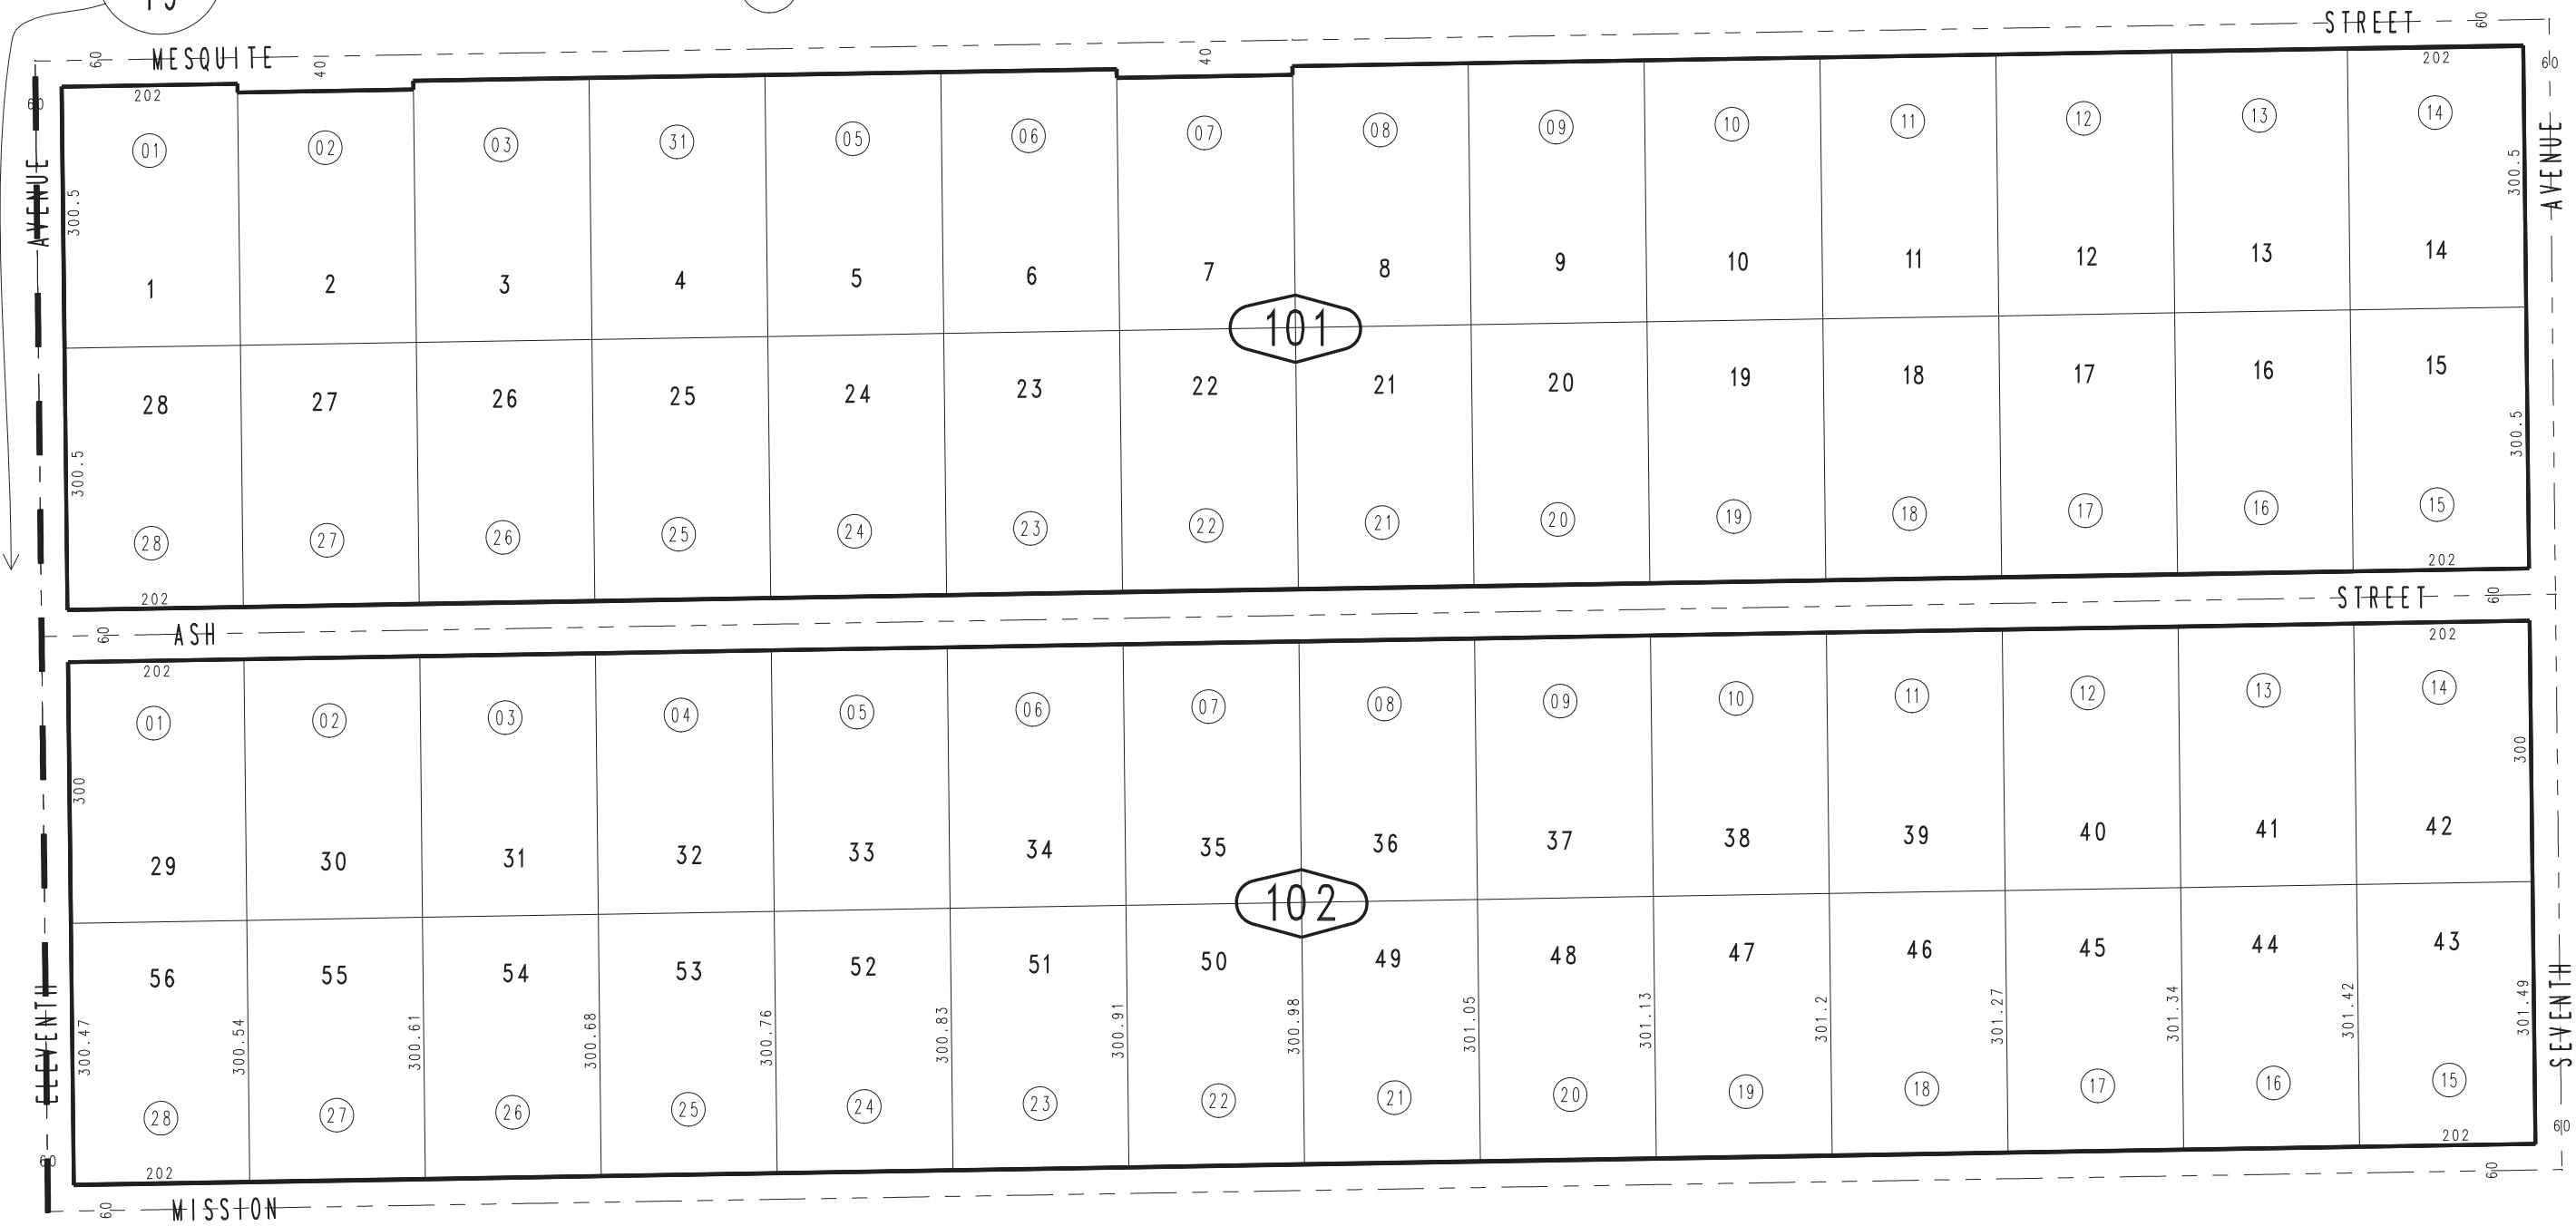 MESQUITE STREET
60 40 40 60
60 202 202 60
01 02 03 31 05 06 07 08 09 10 11 12 13 14
AVENUE 300.5 300.5 AVENUE
1 2 3 4 5 6 7 8 9 10 11 12 13 14
101
28 27 26 25 24 23 22 21 20 19 18 17 16 15
300.5 300.5
28 27 26 25 24 23 22 21 20 19 18 17 16 15
202 202
60 ASH STREET 60
202 202
01 02 03 04 05 06 07 08 09 10 11 12 13 14
300 300
29 30 31 32 33 34 35 36 37 38 39 40 41 42
102
56 55 54 53 52 51 50 49 48 47 46 45 44 43
ELEVENTH 300.47 300.54 300.61 300.68 300.76 300.83 300.91 300.98 301.05 301.13 301.2 301.27 301.34 301.42 301.49 SEVENTH
28 27 26 25 24 23 22 21 20 19 18 17 16 15
60 202 202 60
60 MISSION 60